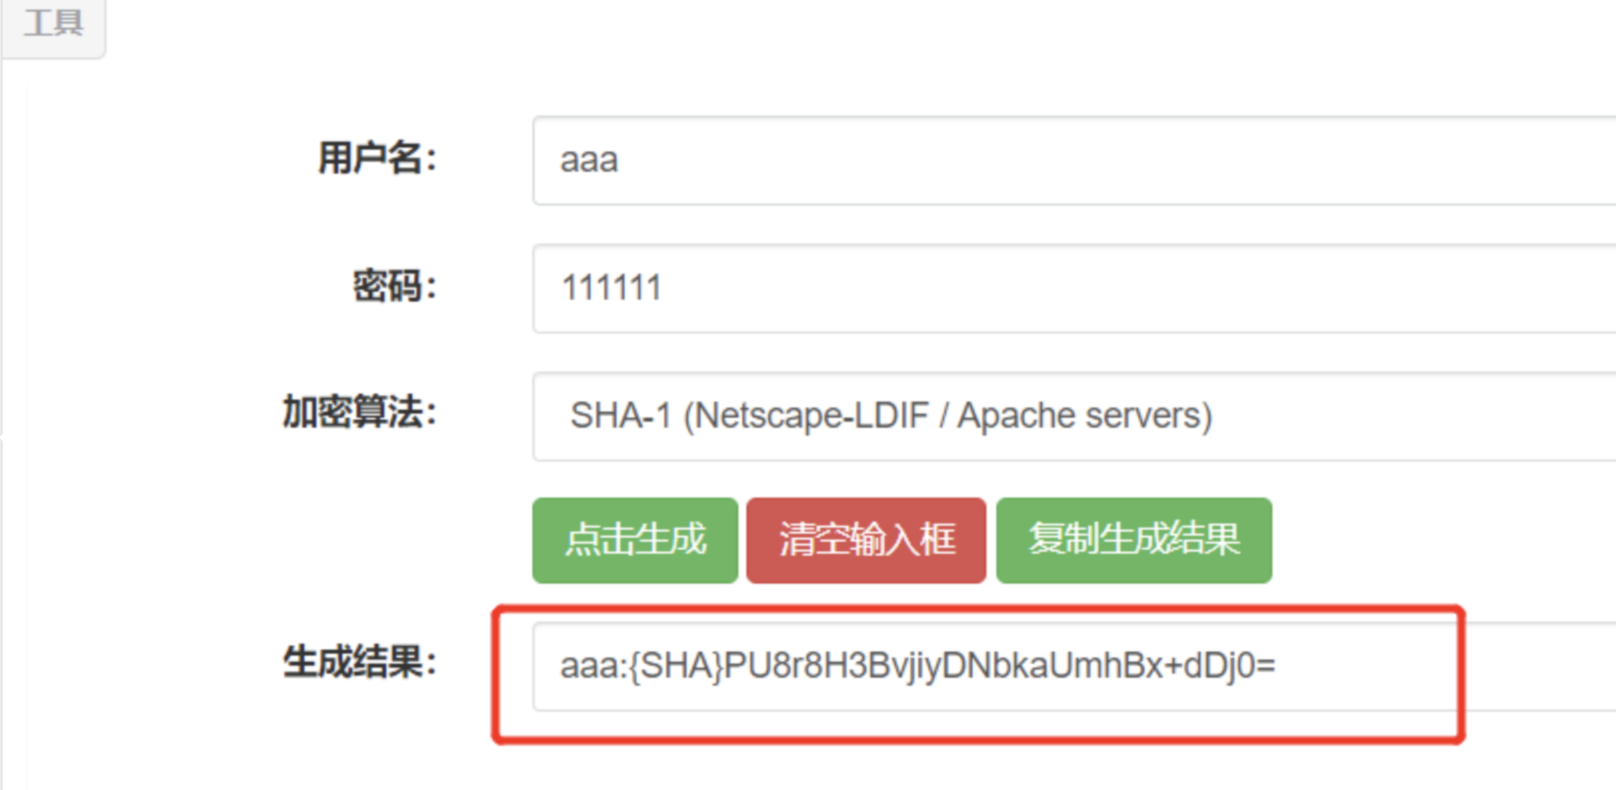 工具
用户名： aaa
密码： 111111
加密算法： SHA-1 (Netscape-LDIF / Apache servers)
点击生成 清空输入框 复制生成结果
生成结果： aaa:{SHA}PU8r8H3BvjiyDNbkaUmhBx+dDj0=